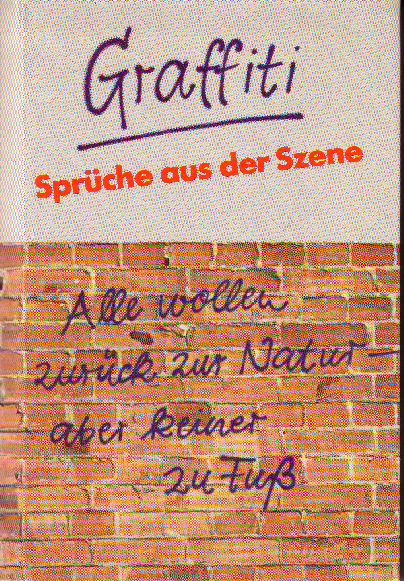 Graffiti
Sprüche aus der Szene
Alle wollen
zurück zur Natur –
aber keiner
zu Fuß